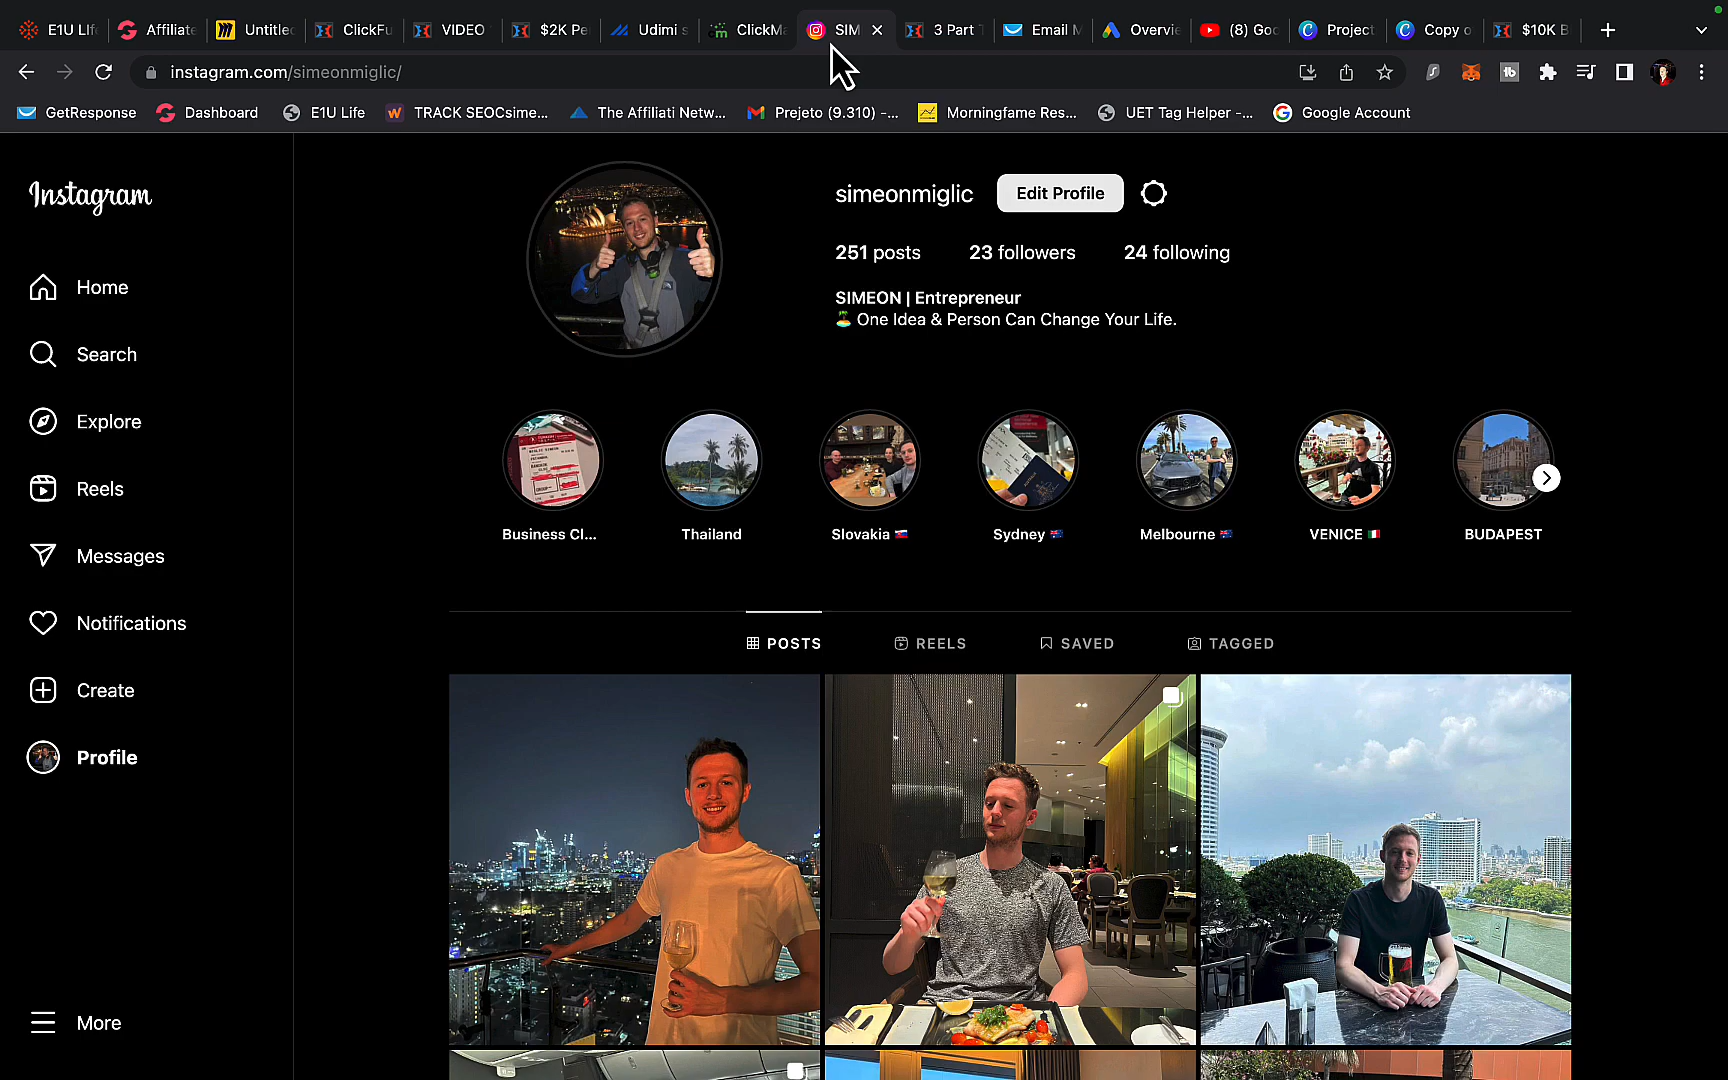 E1U Life
Affiliate
Untitled
ClickFu
VIDEO
$2K Pe
Udimi s
ClickMa
SIM
3 Part T
Email M
Overvie
(8) Goo
Project
Copy o
$10K B
instagram.com/simeonmiglic/
GetResponse
Dashboard
E1U Life
TRACK SEOCsime...
The Affiliati Netw...
Prejeto (9.310) -...
Morningfame Res...
UET Tag Helper -...
Google Account
Instagram
Home
Search
Explore
Reels
Messages
Notifications
Create
Profile
More
simeonmiglic
Edit Profile
251 posts
23 followers
24 following
SIMEON | Entrepreneur
🏝️ One Idea & Person Can Change Your Life.
Business Cl...
Thailand
Slovakia 🇸🇰
Sydney 🇦🇺
Melbourne 🇦🇺
VENICE 🇮🇹
BUDAPEST
POSTS
REELS
SAVED
TAGGED